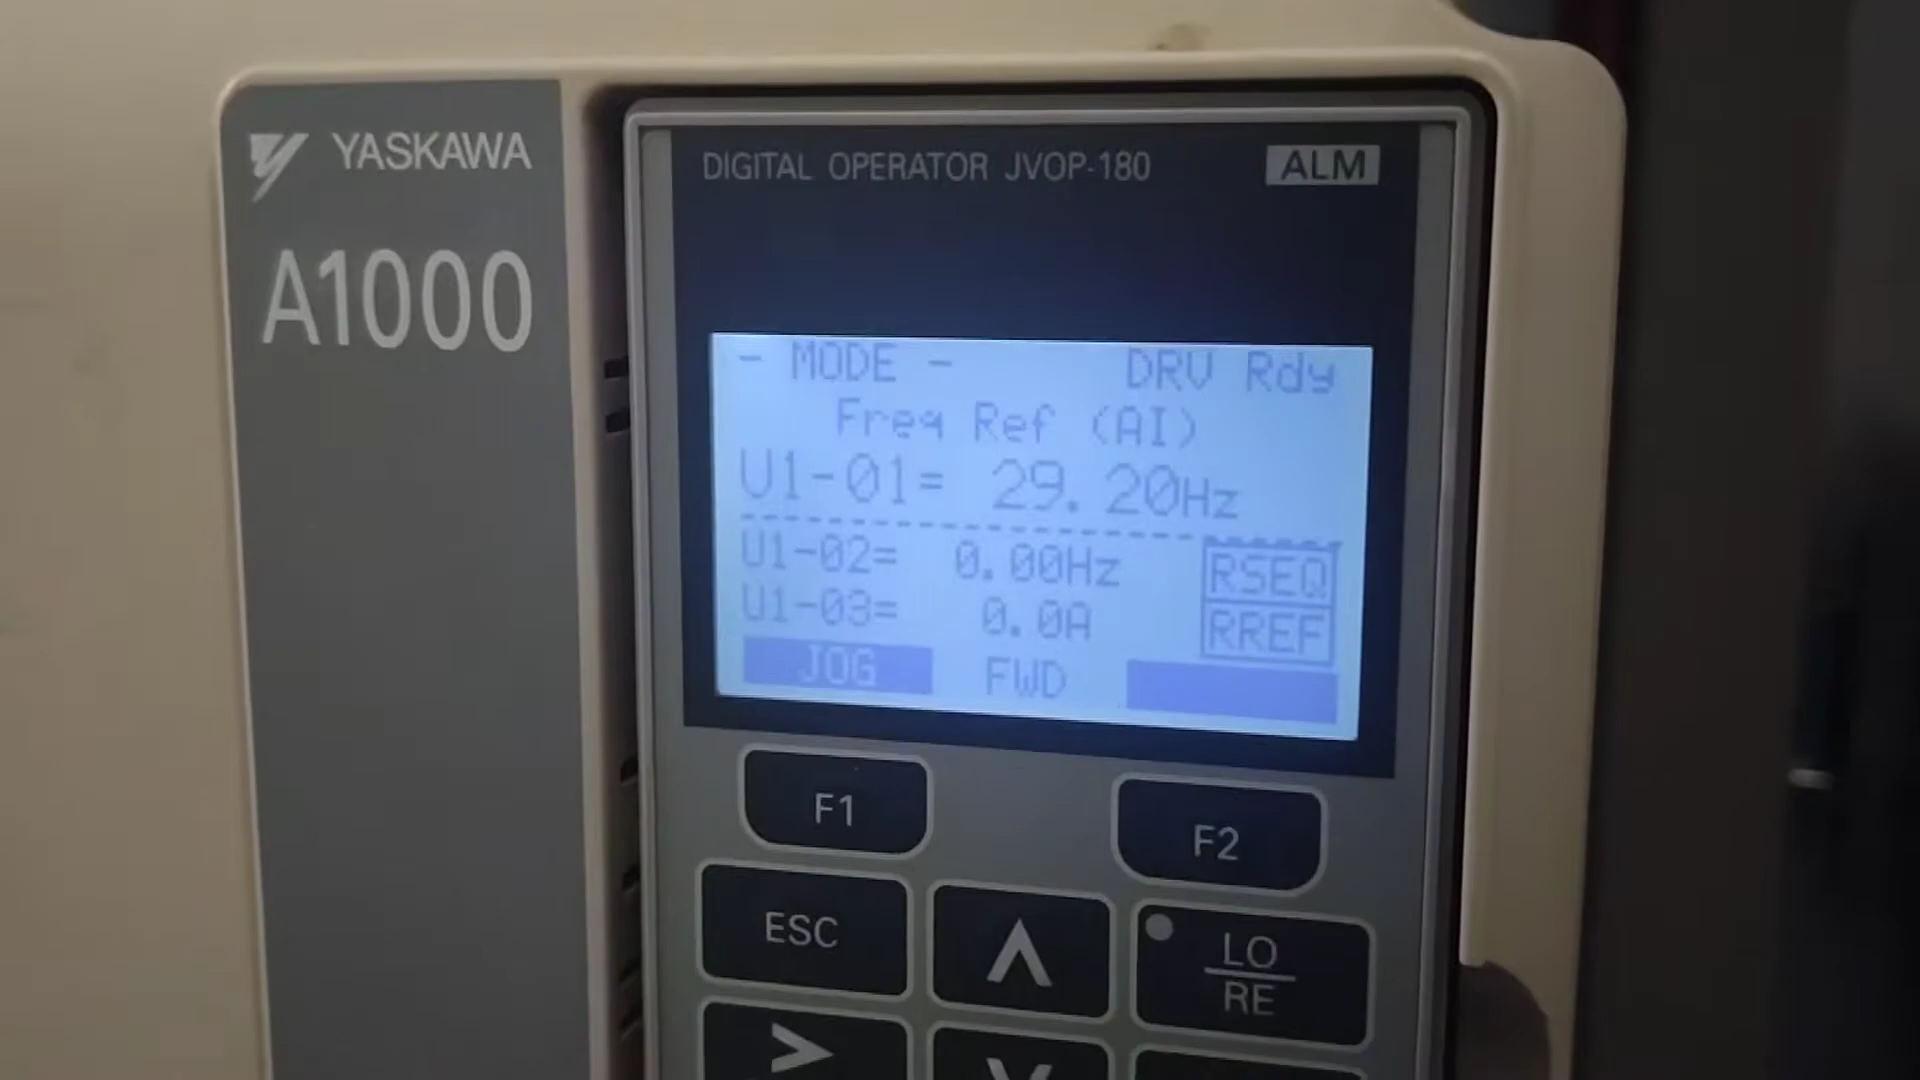 YASKAWA
A1000
DIGITAL OPERATOR JVOP-180
ALM
- MODE - DRV Rdy
Freq Ref (AI)
U1-01= 29.20Hz
U1-02= 0.00Hz RSEQ
U1-03= 0.0A RREF
JOG FWD
F1
F2
ESC
LO
RE